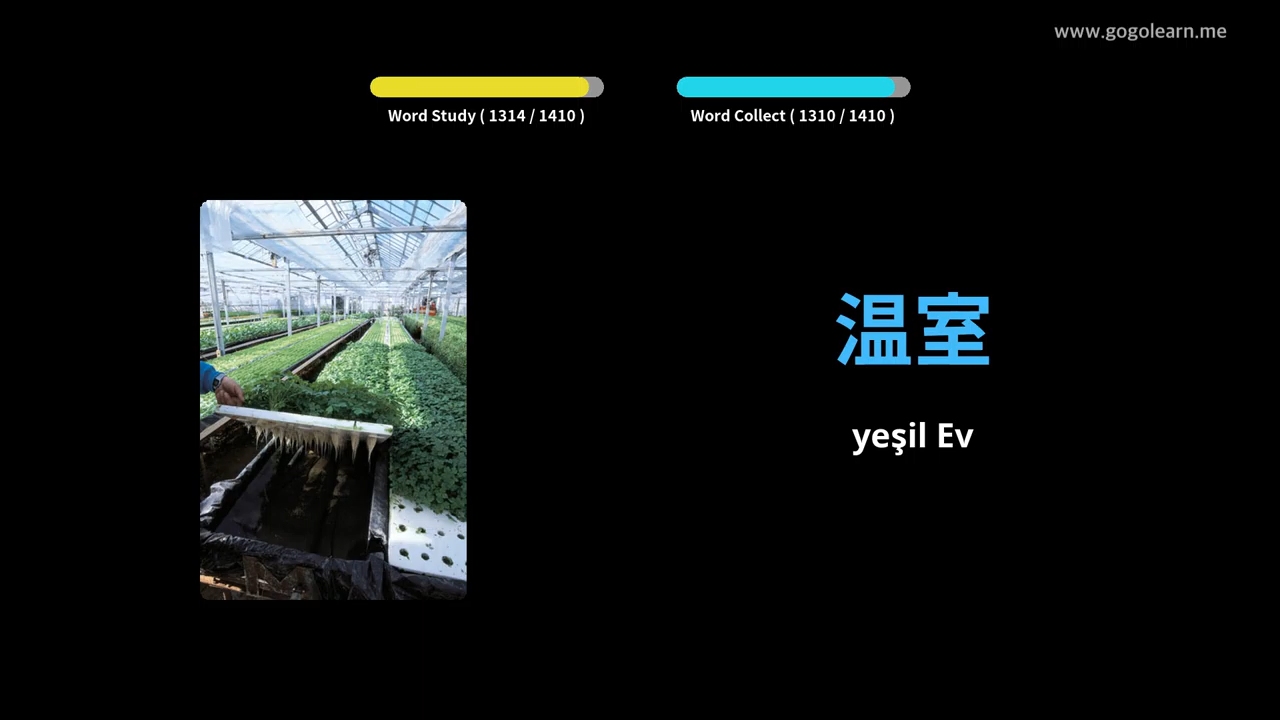 www.gogolearn.me
Word Study ( 1314 / 1410 )
Word Collect ( 1310 / 1410 )
温室
yeşil Ev